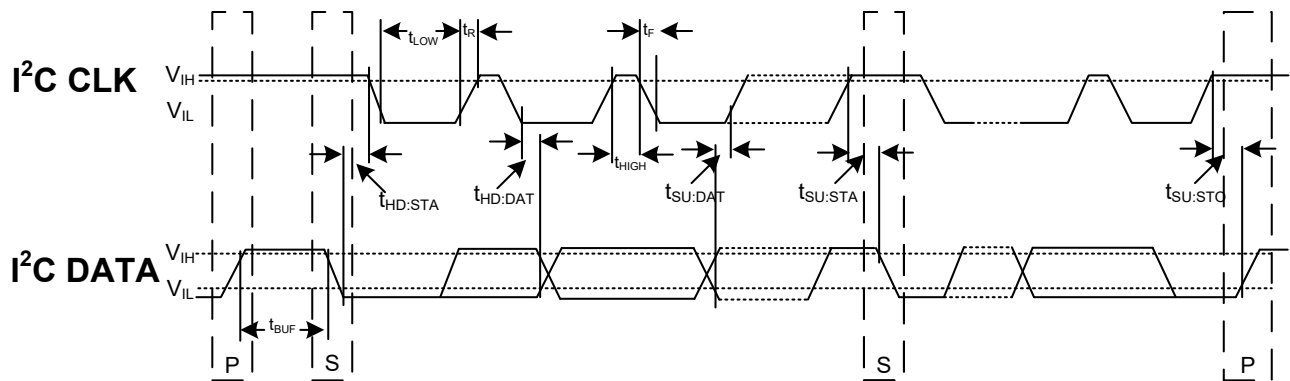 tLOW
tR
tF
I²C CLK
VIH
VIL
tHD:STA
tHD:DAT
tHIGH
tSU:DAT
tSU:STA
tSU:STO
I²C DATA
VIH
VIL
tBUF
P
S
S
P